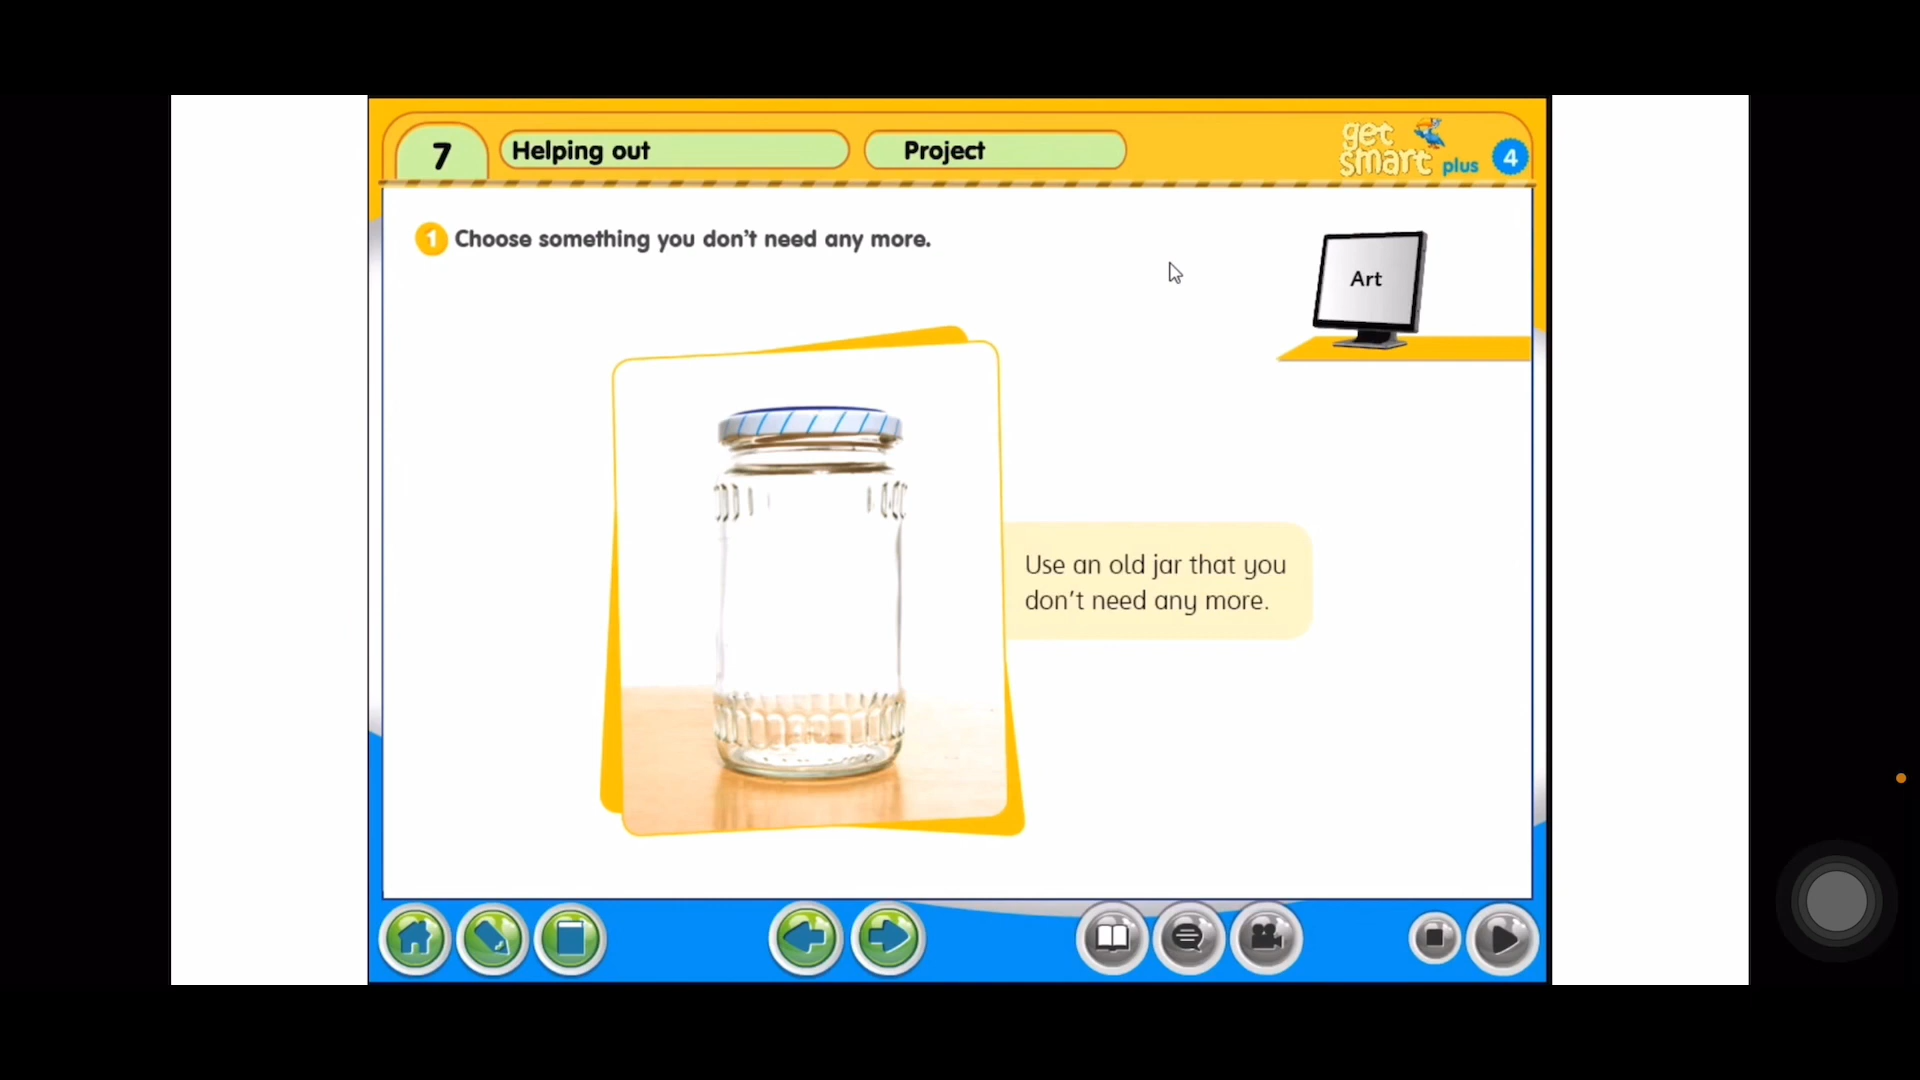 7
Helping out
Project
get
smart plus 4
1 Choose something you don't need any more.
Art
Use an old jar that you
don't need any more.